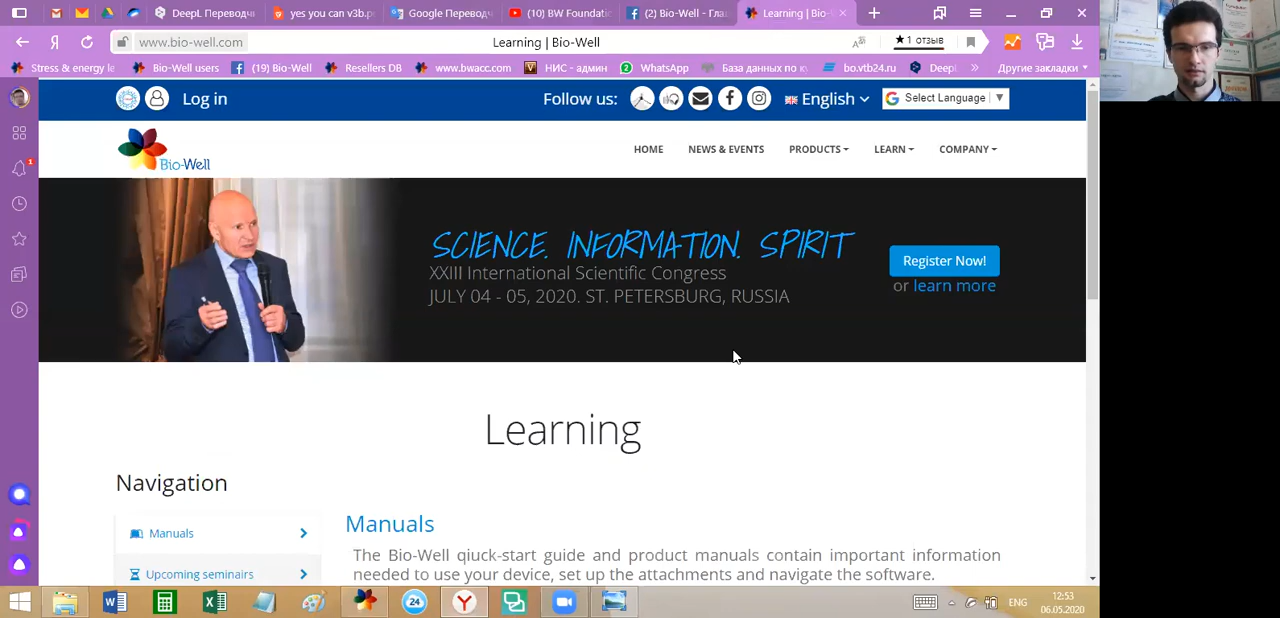 DeepL Переводч
yes you can v3b.p
Google Переводч
(10) BW Foundatio
(2) Bio-Well - Гла
Learning | Bio-
www.bio-well.com
Learning | Bio-Well
★1 отзыв
Stress & energy le
Bio-Well users
(19) Bio-Well
Resellers DB
www.bwacc.com
НИС - админ
WhatsApp
База данных по к
bo.vtb24.ru
Deepl
Другие закладки
Log in
Follow us:
English
Select Language
Bio-Well
HOME
NEWS & EVENTS
PRODUCTS
LEARN
COMPANY
SCIENCE. INFORMATION. SPIRIT
XXIII International Scientific Congress
JULY 04 - 05, 2020. ST. PETERSBURG, RUSSIA
Register Now!
or learn more
Learning
Navigation
Manuals
Upcoming seminairs
Manuals
The Bio-Well qiuck-start guide and product manuals contain important information
needed to use your device, set up the attachments and navigate the software.
24
ENG
12:53
06.05.2020